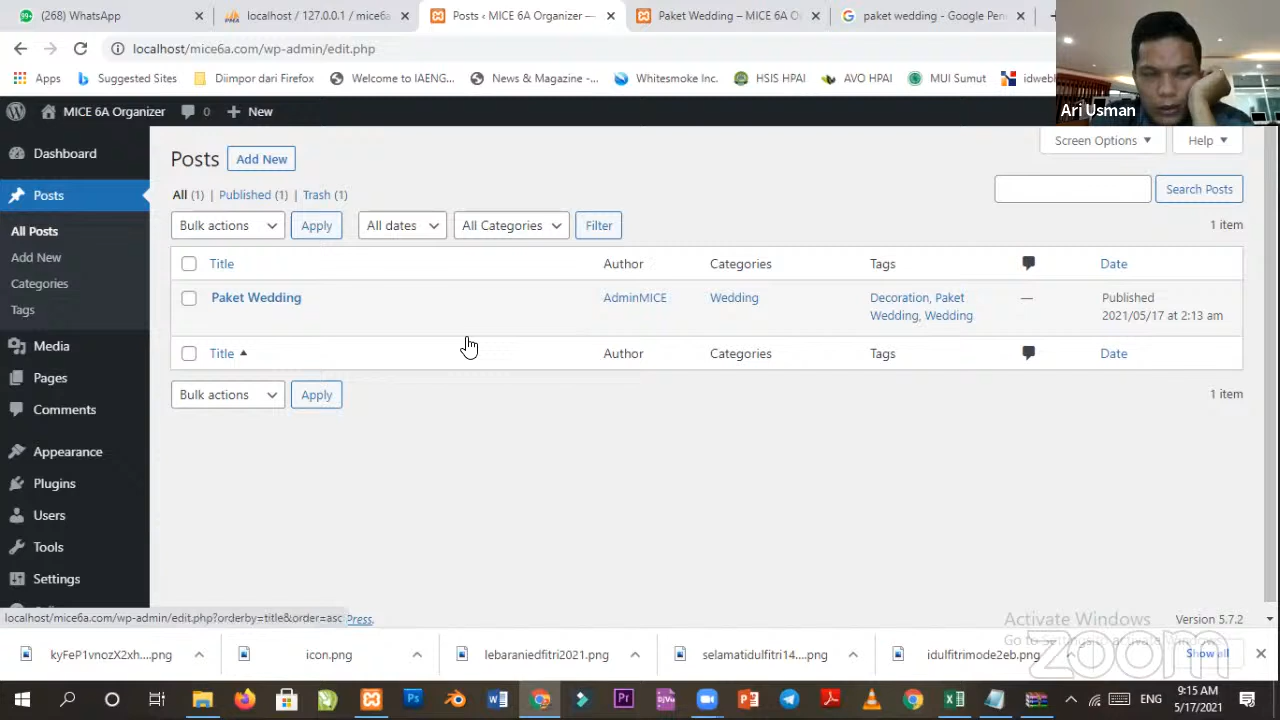 (268) WhatsApp
localhost / 127.0.0.1 / mice6a
Posts ‹ MICE 6A Organizer —
Paket Wedding – MICE 6A O
paket wedding - Google Pen
localhost/mice6a.com/wp-admin/edit.php
Apps
Suggested Sites
Diimpor dari Firefox
Welcome to IAENG...
News & Magazine -...
Whitesmoke Inc.
HSIS HPAI
AVO HPAI
MUI Sumut
idwebh
Ari Usman
MICE 6A Organizer
0
New
Dashboard
Posts
All Posts
Add New
Categories
Tags
Media
Pages
Comments
Appearance
Plugins
Users
Tools
Settings
Screen Options
Help
Posts
Add New
All (1) | Published (1) | Trash (1)
Search Posts
Bulk actions
Apply
All dates
All Categories
Filter
1 item
Title
Author
Categories
Tags
Date
Paket Wedding
AdminMICE
Wedding
Decoration, Paket
Wedding, Wedding
—
Published
2021/05/17 at 2:13 am
Title
Author
Categories
Tags
Date
Bulk actions
Apply
1 item
localhost/mice6a.com/wp-admin/edit.php?orderby=title&order=asc
Press.
Activate Windows
Version 5.7.2
zoom
kyFeP1vnozX2xh....png
icon.png
lebaraniedfitri2021.png
selamatidulfitri14....png
idulfitrimode2eb.png
Show all
ENG
9:15 AM
5/17/2021